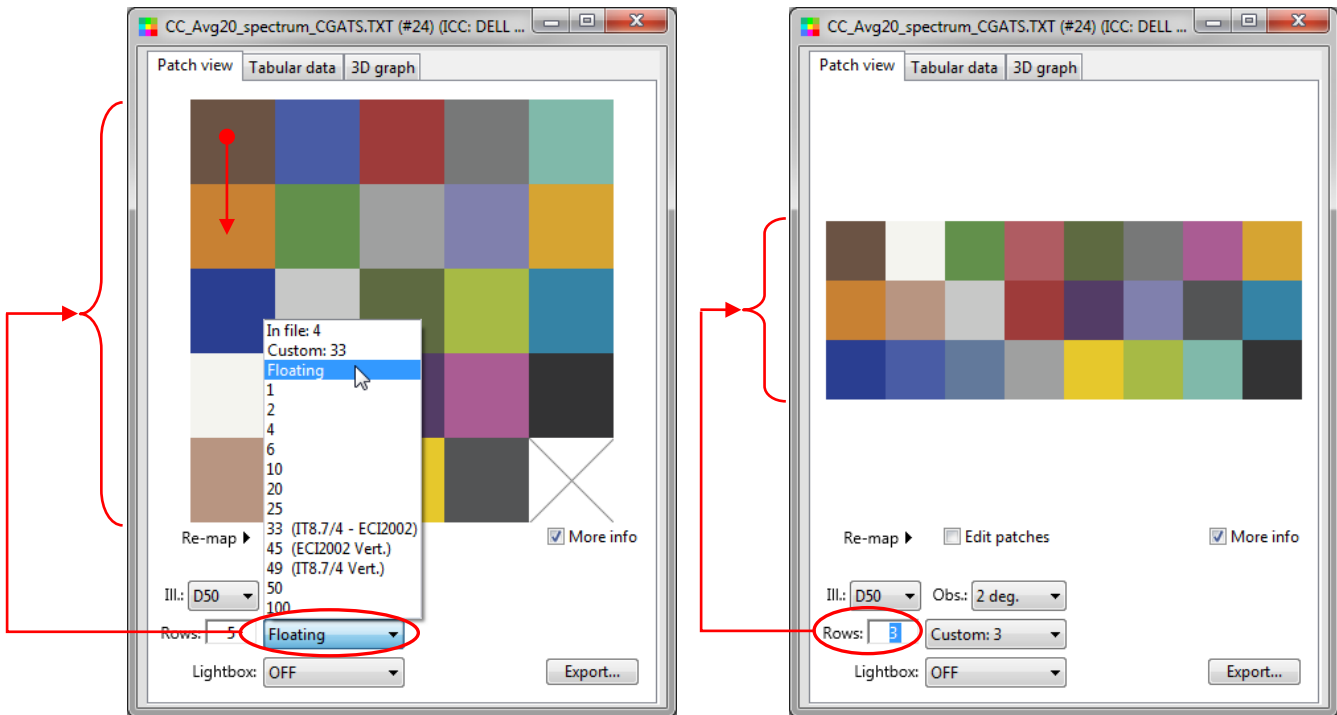 CC_Avg20_spectrum_CGATS.TXT (#24) (ICC: DELL ...
Patch view Tabular data 3D graph
In file: 4
Custom: 33
Floating
1
2
4
6
10
20
25
33 (IT8.7/4 - ECI2002)
45 (ECI2002 Vert.)
49 (IT8.7/4 Vert.)
50
100
Re-map More info
Ill.: D50
Rows: 5 Floating
Lightbox: OFF Export...
CC_Avg20_spectrum_CGATS.TXT (#24) (ICC: DELL ...
Patch view Tabular data 3D graph
Re-map Edit patches More info
Ill.: D50 Obs.: 2 deg.
Rows: 3 Custom: 3
Lightbox: OFF Export...